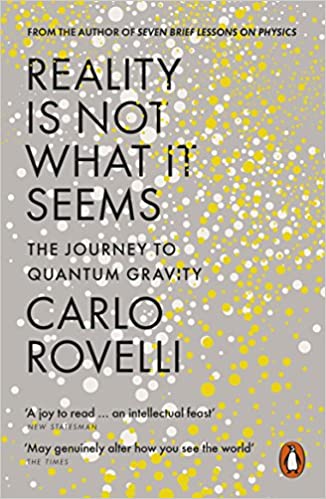 FROM THE AUTHOR OF SEVEN BRIEF LESSONS ON PHYSICS
REALITY
IS NOT
WHAT IT
SEEMS
THE JOURNEY TO
QUANTUM GRAVITY
CARLO
ROVELLI
‘A joy to read ... an intellectual feast’
NEW STATESMAN
‘May genuinely alter how you see the world’
THE TIMES